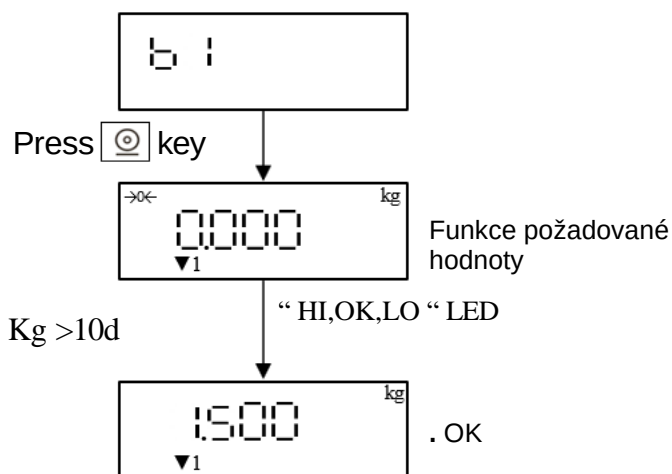 b 1
Press key
→0← kg
0.000
▼1
Funkce požadované
hodnoty
“ HI,OK,LO “ LED
Kg >10d
kg
1.500
▼1
. OK